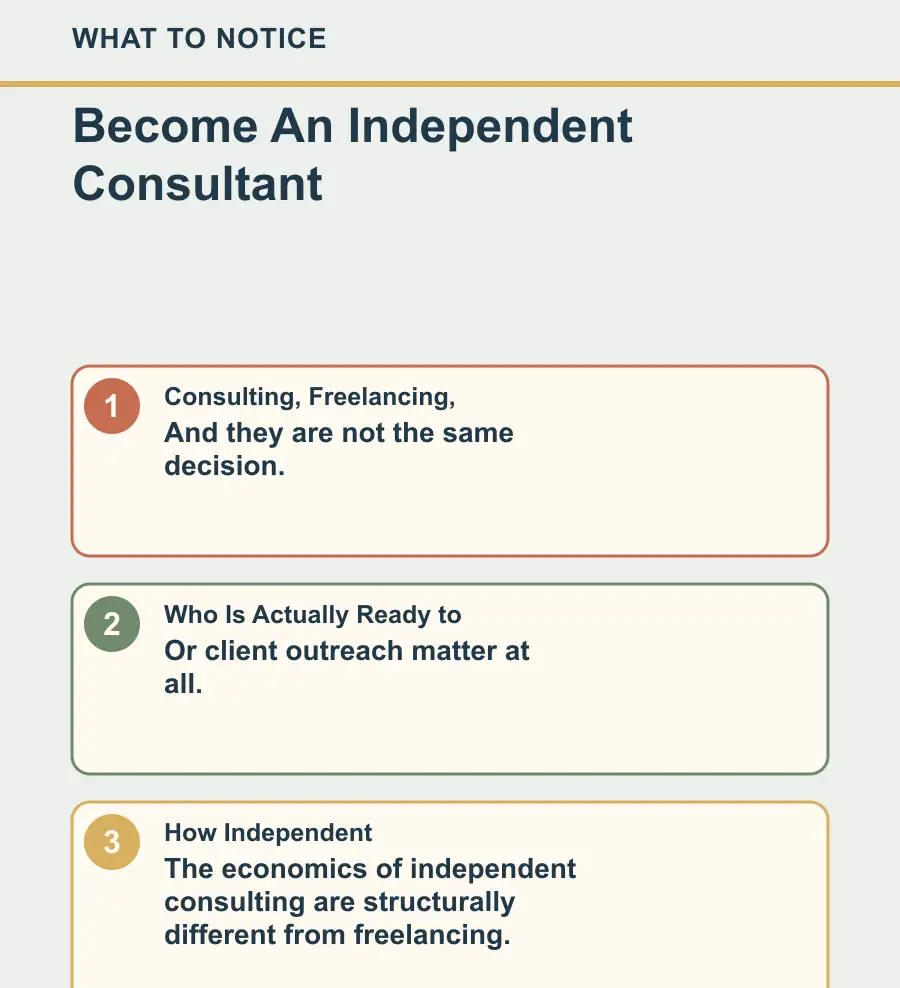 WHAT TO NOTICE
Become An Independent
Consultant
1
Consulting, Freelancing,
And they are not the same
decision.
2
Who Is Actually Ready to
Or client outreach matter at
all.
3
How Independent
The economics of independent
consulting are structurally
different from freelancing.